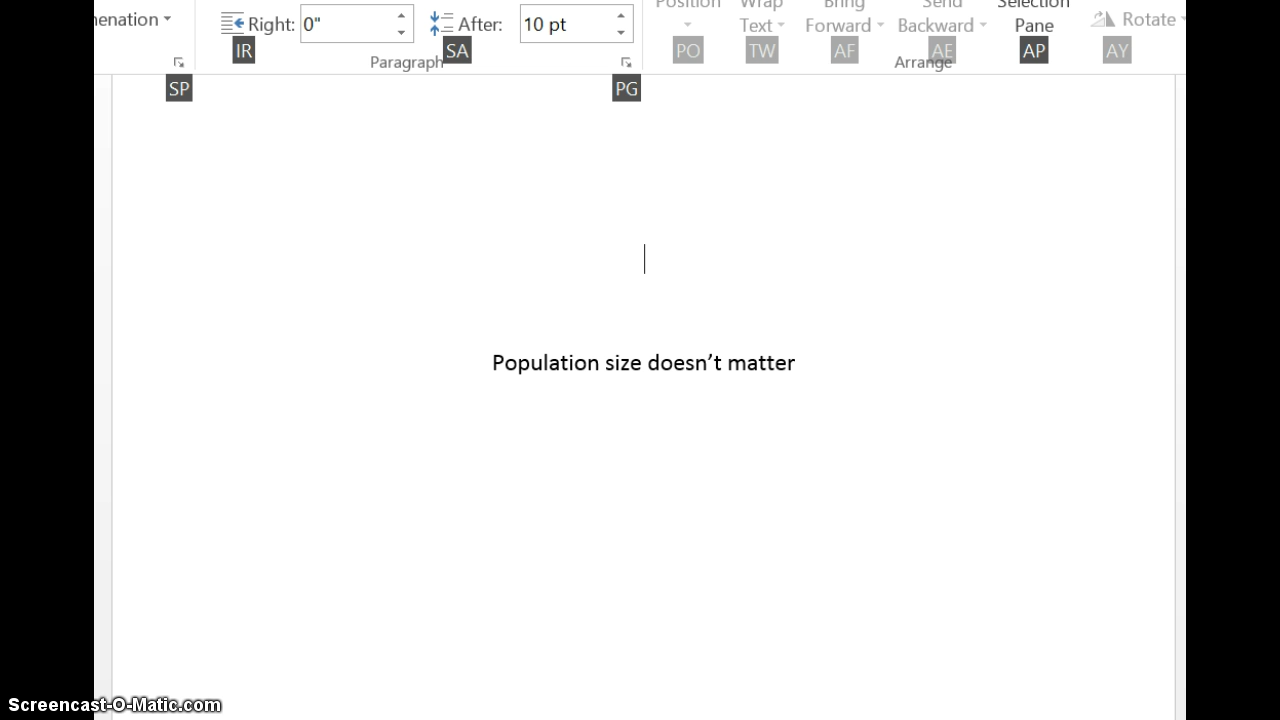 Position Wrap Bring Send Selection
henation Right: 0" After: 10 pt Text Forward Backward Pane Rotate
IR SA PO TW AF AE AP AY
Paragraph Arrange
SP PG
Population size doesn’t matter
Screencast-O-Matic.com